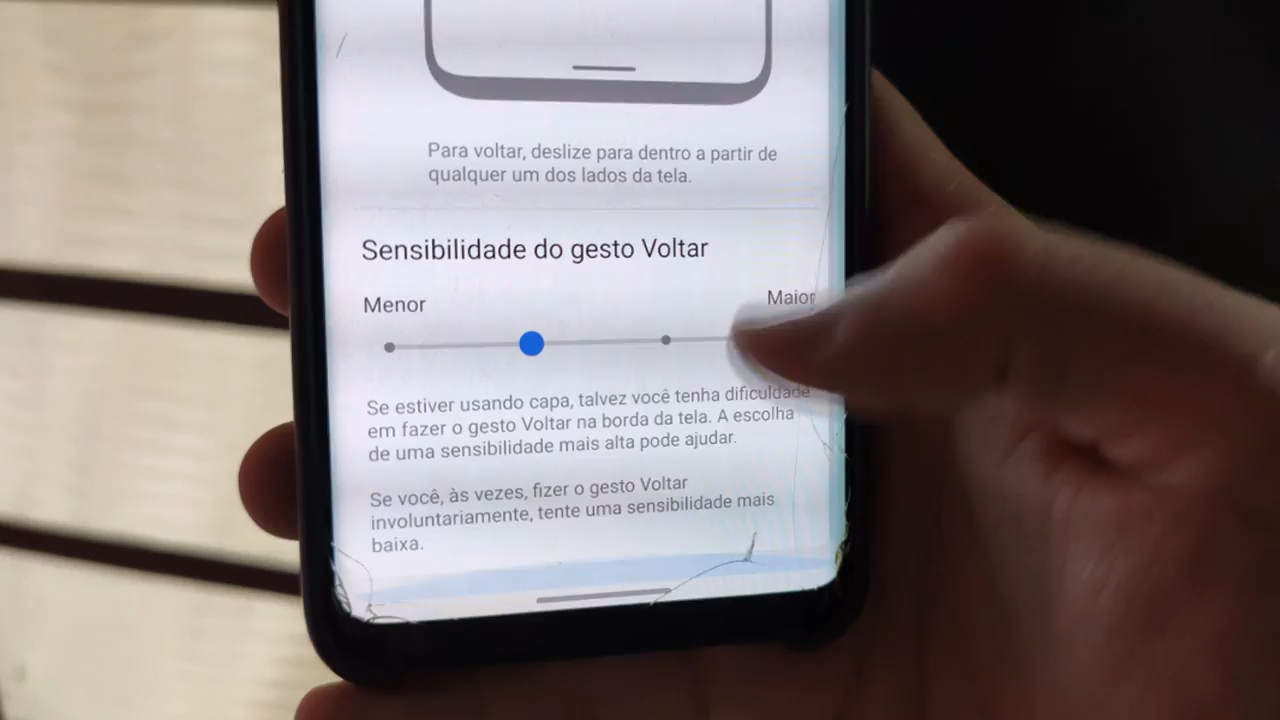 Para voltar, deslize para dentro a partir de
qualquer um dos lados da tela.
Sensibilidade do gesto Voltar
Menor
Maior
Se estiver usando capa, talvez você tenha dificuldade
em fazer o gesto Voltar na borda da tela. A escolha
de uma sensibilidade mais alta pode ajudar.
Se você, às vezes, fizer o gesto Voltar
involuntariamente, tente uma sensibilidade mais
baixa.